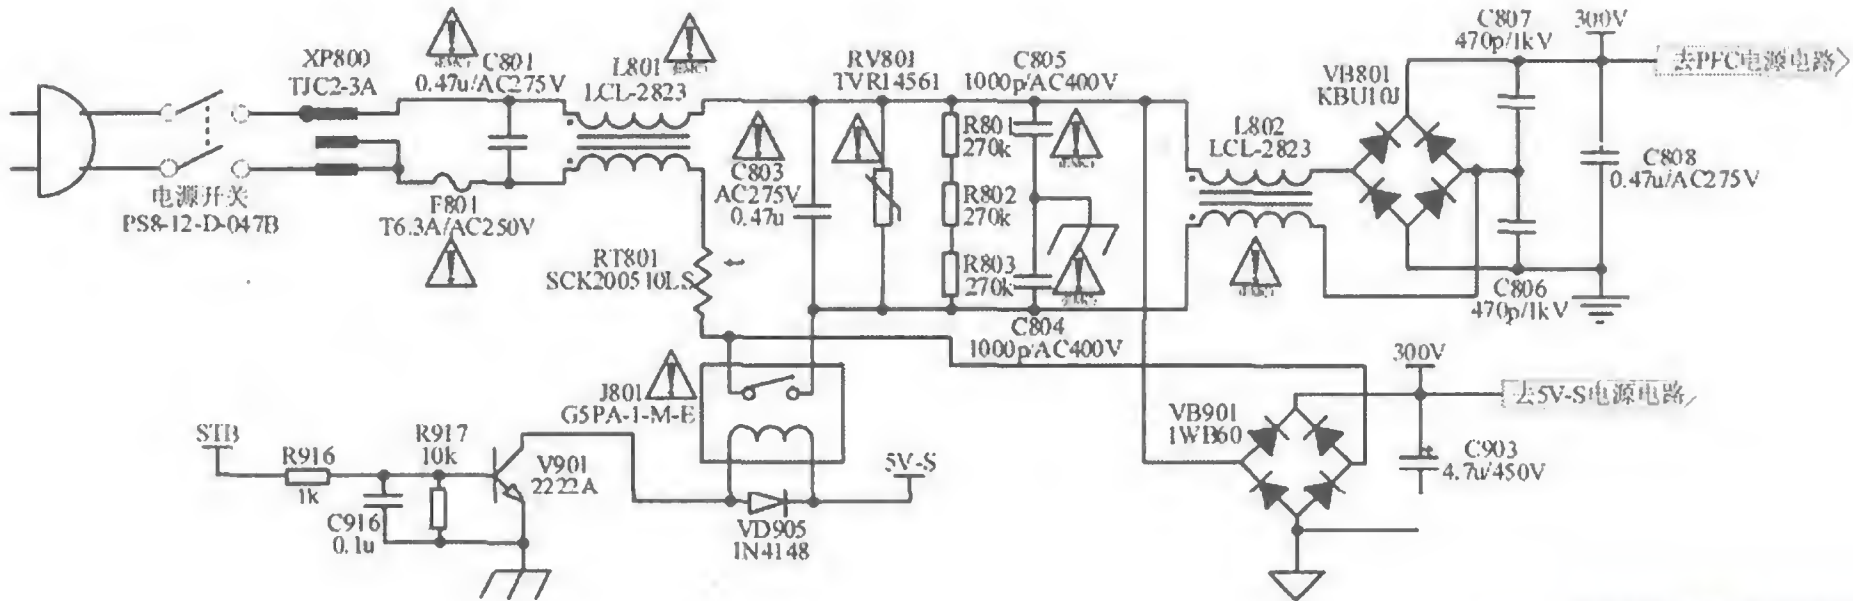 XP800
TJC2-3A
C801
0.47u/AC275V
L801
LCL-2823
RV801
TVR14561
C805
1000p/AC400V
C807
470p/1kV
300V
去PFC电源电路
VB801
KBU10J
R801
270k
R802
270k
R803
270k
L802
LCL-2823
C808
0.47u/AC275V
C803
AC275V
0.47u
电源开关
PS8-12-D-047B
F801
T6.3A/AC250V
RT801
SCK200510LS
t
C804
1000p/AC400V
C806
470p/1kV
300V
去5V-S电源电路
J801
G5PA-1-M-E
VB901
1WB60
C903
4.7u/450V
STB
R916
1k
R917
10k
V901
2222A
5V-S
C916
0.1u
VD905
1N4148